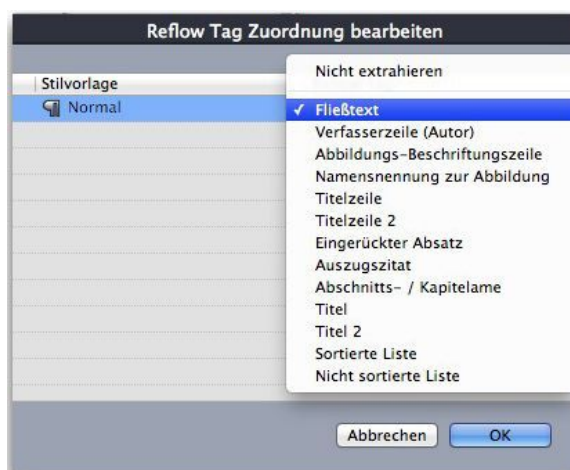 Reflow Tag Zuordnung bearbeiten
Stilvorlage
Normal
Nicht extrahieren
✓ Fließtext
Verfasserzeile (Autor)
Abbildungs-Beschriftungszeile
Namensnennung zur Abbildung
Titelzeile
Titelzeile 2
Eingerückter Absatz
Auszugszitat
Abschnitts- / Kapitelame
Titel
Titel 2
Sortierte Liste
Nicht sortierte Liste
Abbrechen OK